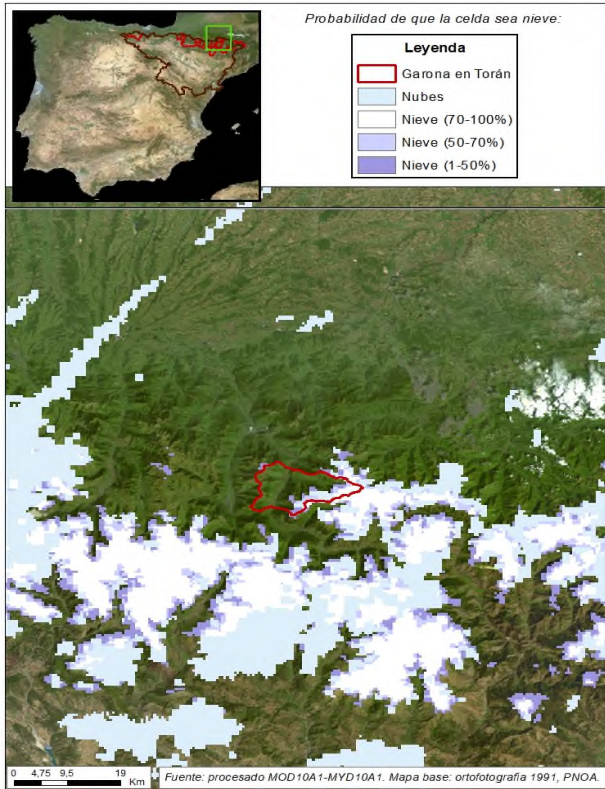 Probabilidad de que la celda sea nieve:
Leyenda
Garona en Torán
Nubes
Nieve (70-100%)
Nieve (50-70%)
Nieve (1-50%)
0 4,75 9,5 19
Km
Fuente: procesado MOD10A1-MYD10A1. Mapa base: ortofotografía 1991, PNOA.